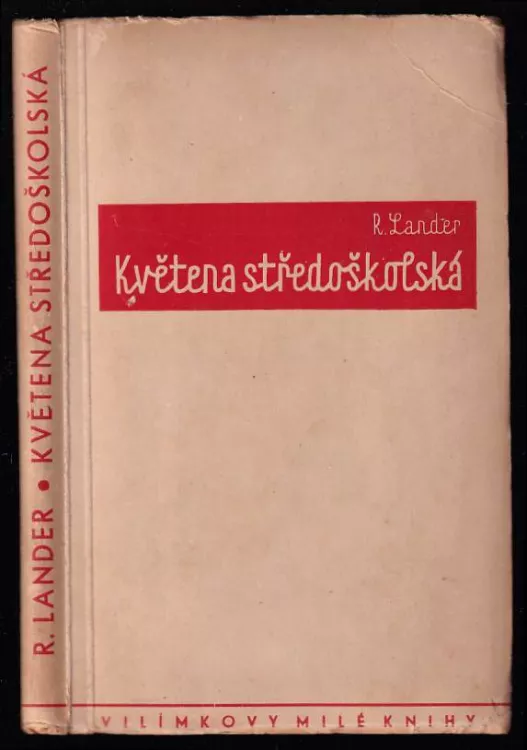 R. LANDER • KVĚTENA STŘEDOŠKOLSKÁ
R. Lander
Květena středoškolská
VILÍMKOVY MILÉ KNIHY